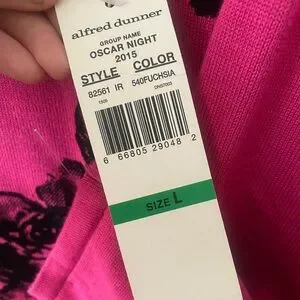 alfred dunner
GROUP NAME
OSCAR NIGHT
2015
STYLE COLOR
82561 IR 540FUCHSIA
6 66805 29048 2
SIZE L